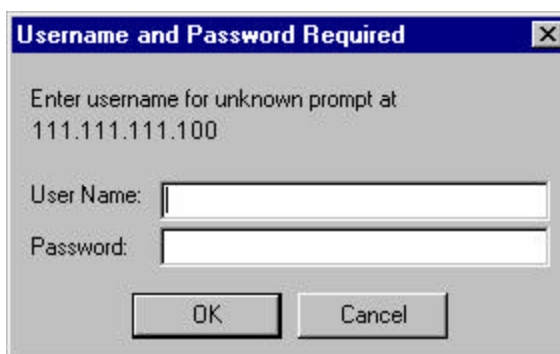 Username and Password Required
Enter username for unknown prompt at
111.111.111.100
User Name:
Password:
OK Cancel